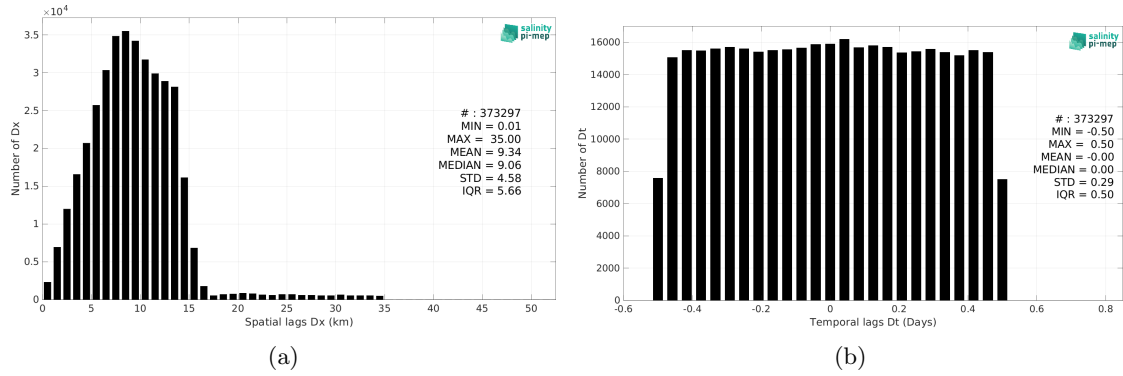 ×10⁴
3.5
3
2.5
2
1.5
1
0.5
0
Number of Dx
salinity
pi-mep
# : 373297
MIN = 0.01
MAX = 35.00
MEAN = 9.34
MEDIAN = 9.06
STD = 4.58
IQR = 5.66
0 5 10 15 20 25 30 35 40 45 50
Spatial lags Dx (km)
(a)
16000
14000
12000
10000
8000
6000
4000
2000
0
Number of Dt
salinity
pi-mep
# : 373297
MIN = -0.50
MAX = 0.50
MEAN = -0.00
MEDIAN = 0.00
STD = 0.29
IQR = 0.50
-0.6 -0.4 -0.2 0 0.2 0.4 0.6 0.8
Temporal lags Dt (Days)
(b)